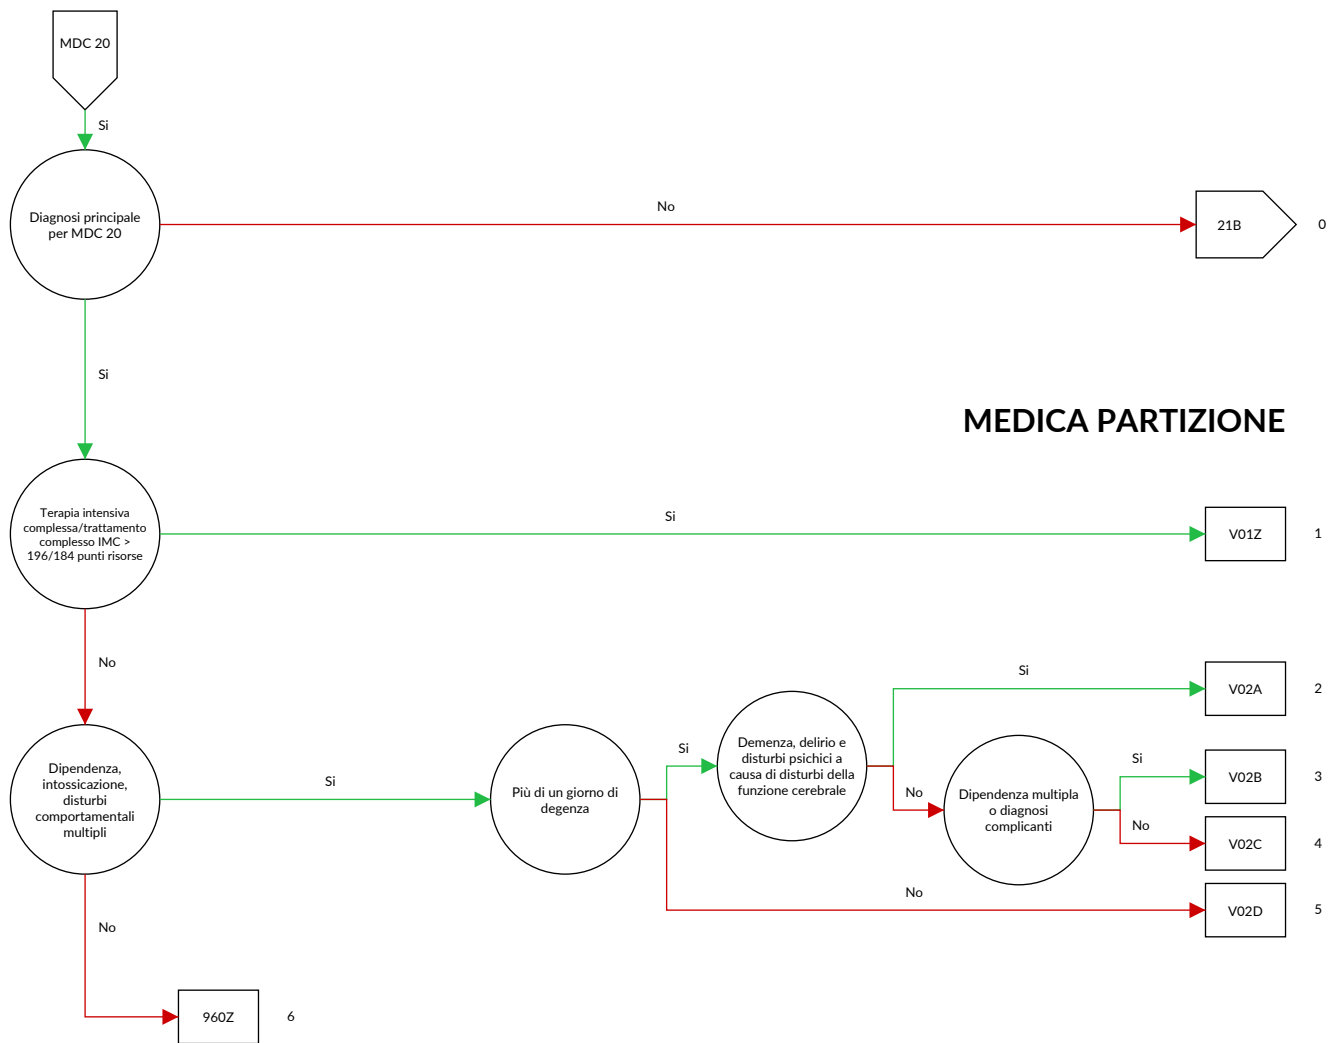 MDC 20
Si
Diagnosi principale
per MDC 20
No
21B
0
Si
MEDICA PARTIZIONE
Terapia intensiva
complessa/trattamento
complesso IMC >
196/184 punti risorse
Si
V01Z
1
No
Dipendenza,
intossicazione,
disturbi
comportamentali
multipli
Si
Più di un giorno di
degenza
Si
Demenza, delirio e
disturbi psichici a
causa di disturbi della
funzione cerebrale
Si
V02A
2
No
Dipendenza multipla
o diagnosi
complicanti
Si
V02B
3
No
V02C
4
No
V02D
5
No
960Z
6